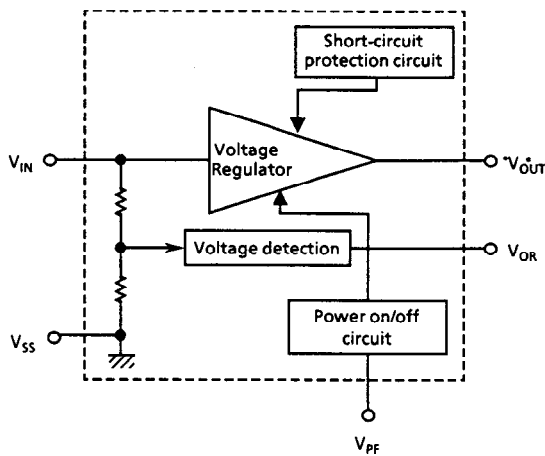 Short-circuit
protection circuit
Voltage
Regulator
VIN
VOUT
Voltage detection
VOR
Power on/off
circuit
VSS
VPF